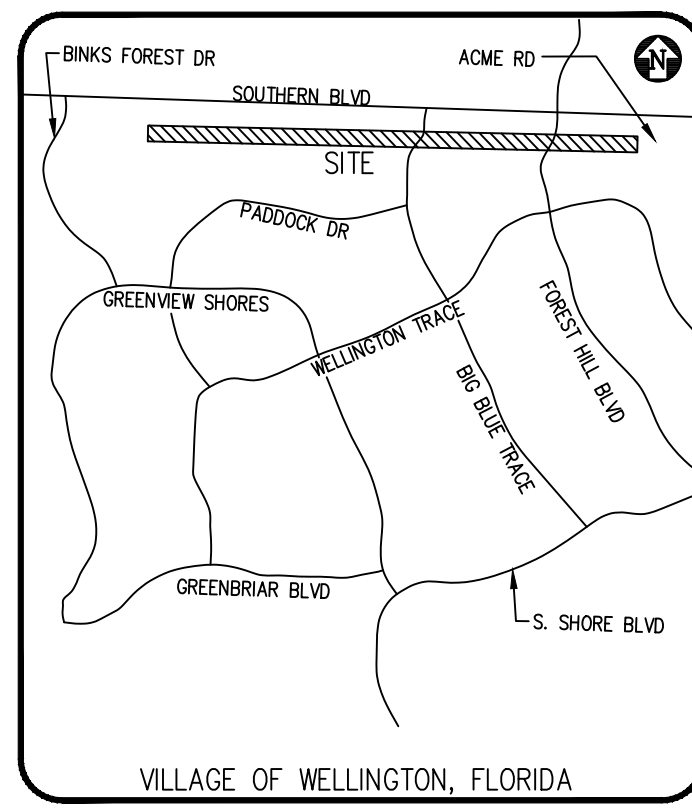 BINKS FOREST DR
ACME RD
N
SOUTHERN BLVD
SITE
PADDOCK DR
GREENVIEW SHORES
WELLINGTON TRACE
FOREST HILL BLVD
BIG BLUE TRACE
GREENBRIAR BLVD
S. SHORE BLVD
VILLAGE OF WELLINGTON, FLORIDA